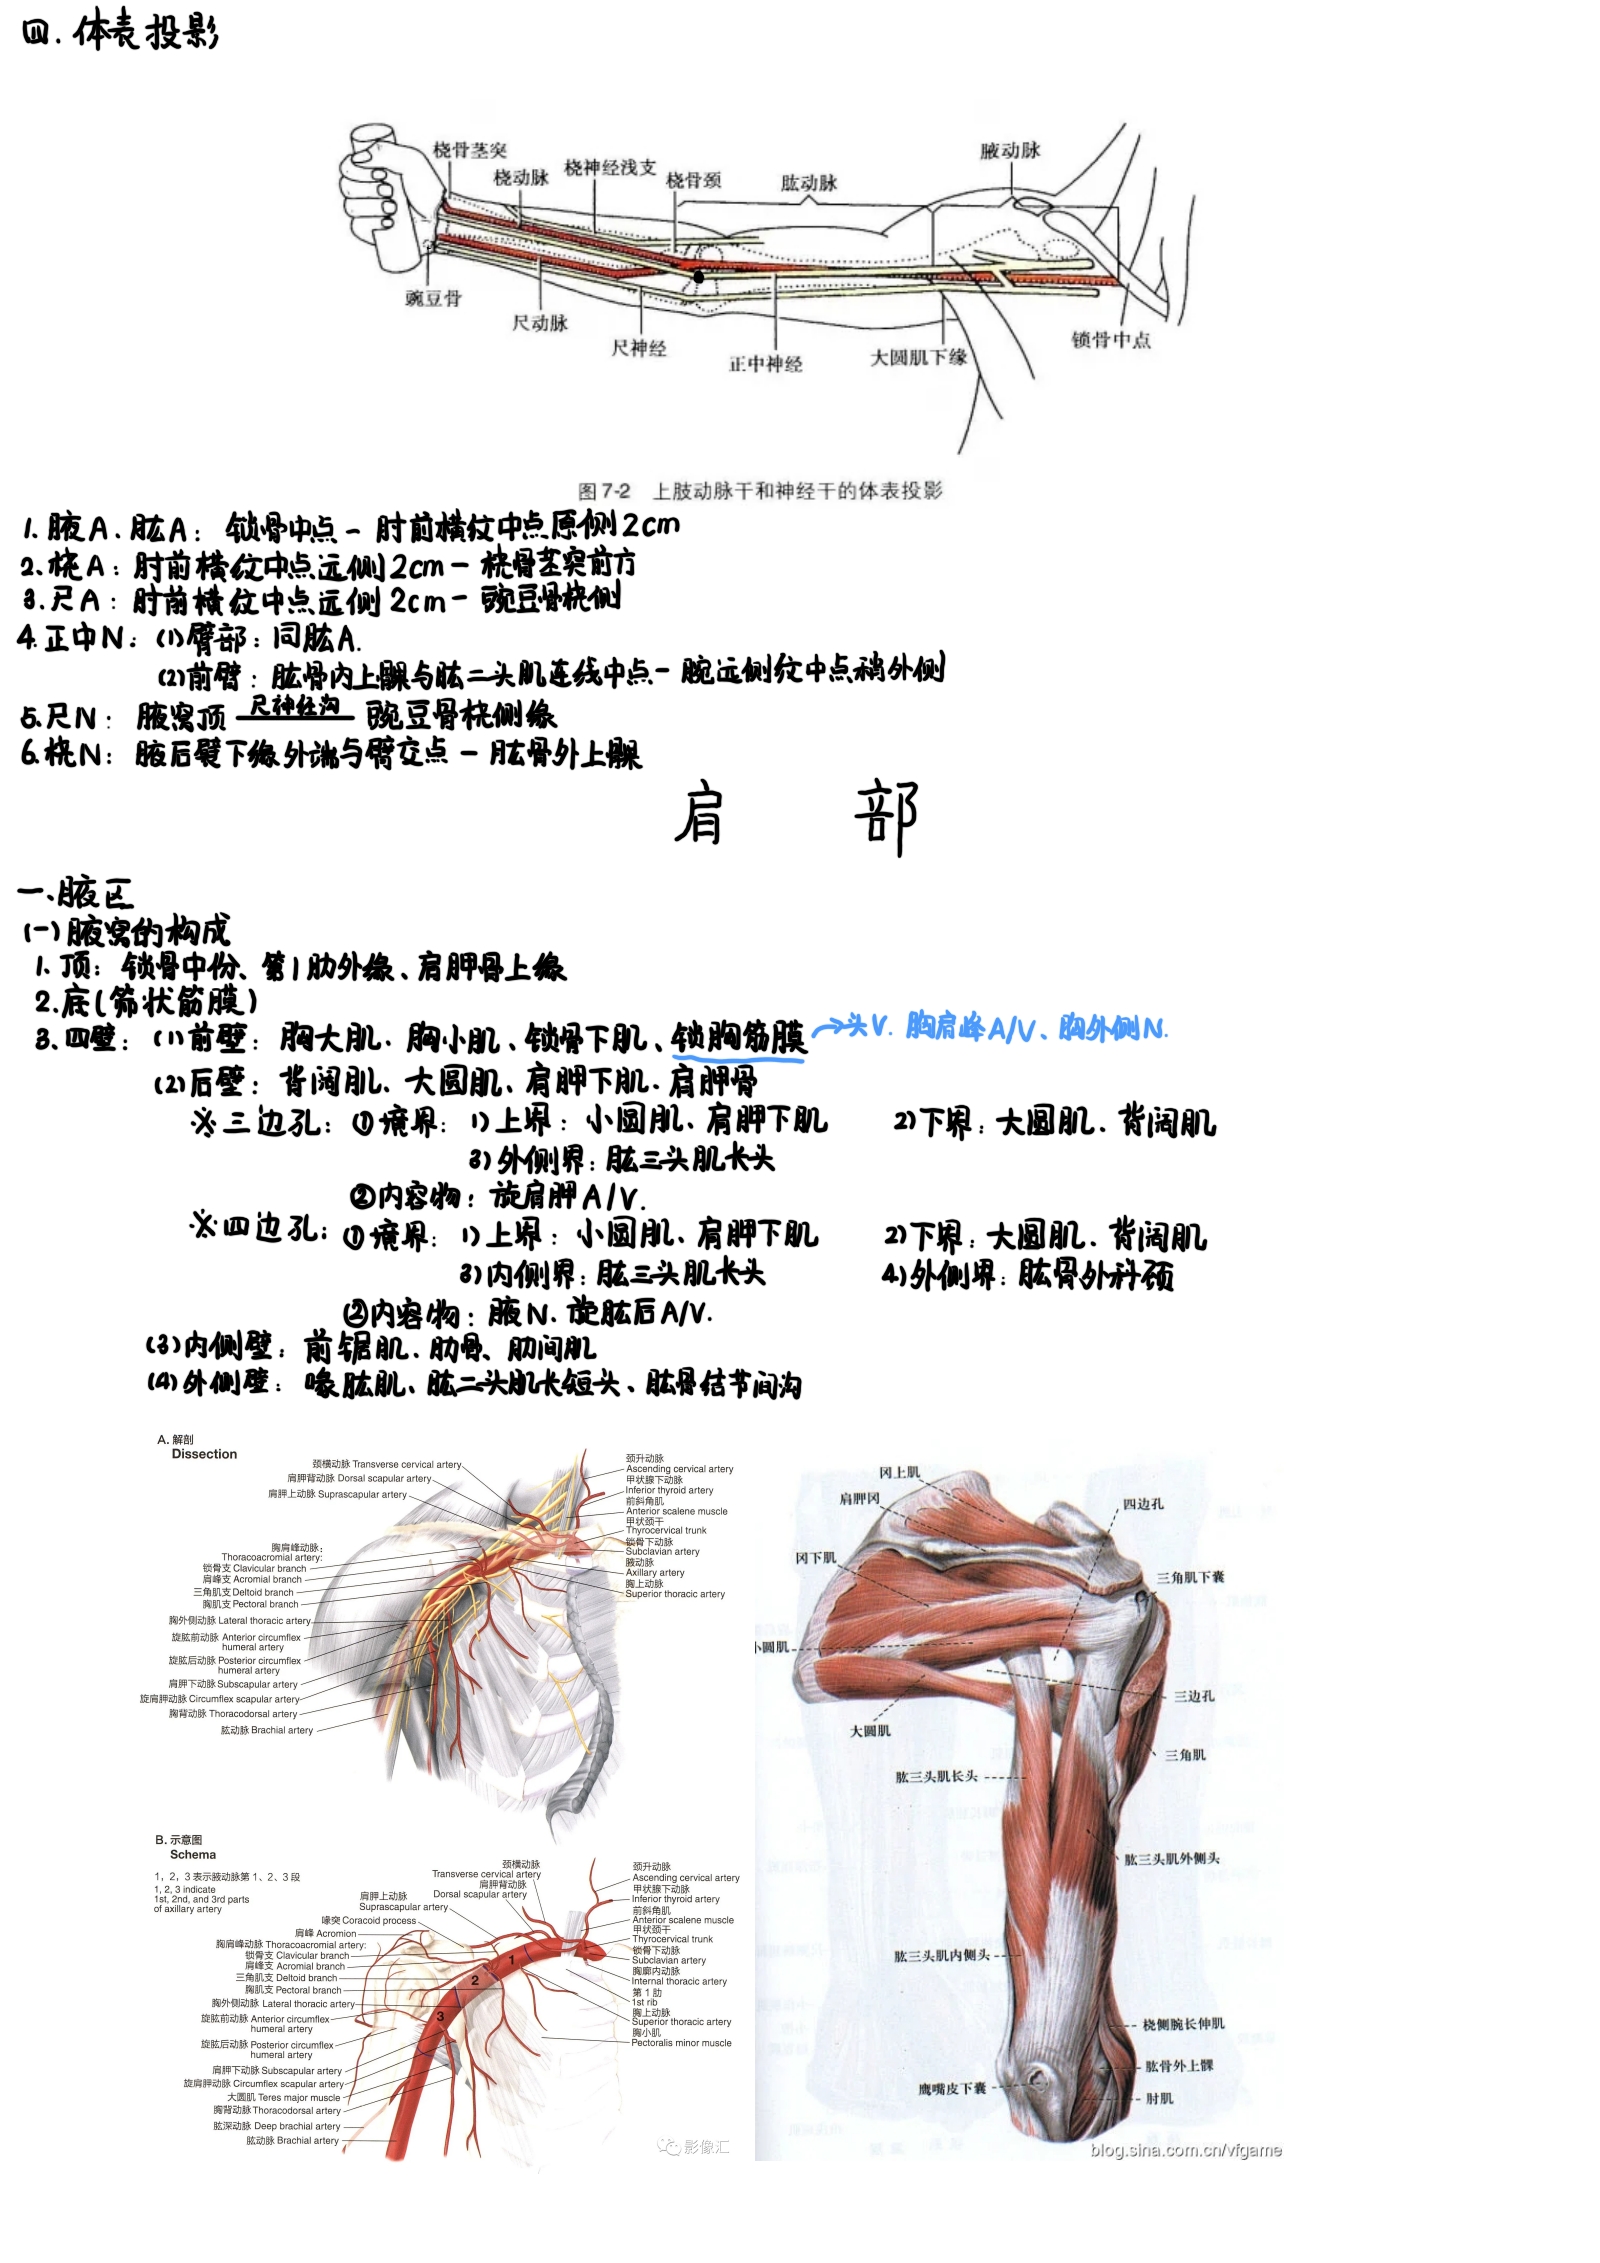 四. 体表投影
桡骨茎突
桡动脉
桡神经浅支
桡骨颈
肱动脉
腋动脉
豌豆骨
尺动脉
尺神经
正中神经
大圆肌下缘
锁骨中点
图7-2 上肢动脉干和神经干的体表投影
1. 腋A. 肱A: 锁骨中点 - 肘前横纹中点原侧2cm
2. 桡A: 肘前横纹中点远侧2cm - 桡骨茎突前方
3. 尺A: 肘前横纹中点远侧2cm - 豌豆骨桡侧
4. 正中N: (1) 臂部: 同肱A.
(2) 前臂: 肱骨内上髁与肱二头肌连线中点 - 腕远侧纹中点稍外侧
5. 尺N: 腋窝顶 尺神经沟 豌豆骨桡侧缘
6. 桡N: 腋后壁下缘外端与臂交点 - 肱骨外上髁
肩 部
一、腋区
(一) 腋窝的构成
1. 顶: 锁骨中份、第1肋外缘、肩胛骨上缘
2. 底(筛状筋膜)
3. 四壁: (1) 前壁: 胸大肌、胸小肌、锁骨下肌、锁胸筋膜 → 头V. 胸肩峰A/V、胸外侧N.
(2) 后壁: 背阔肌、大圆肌、肩胛下肌、肩胛骨
※ 三边孔: ① 境界: 1) 上界: 小圆肌、肩胛下肌 2) 下界: 大圆肌、背阔肌
3) 外侧界: 肱三头肌长头
② 内容物: 旋肩胛A/V.
※ 四边孔: ① 境界: 1) 上界: 小圆肌、肩胛下肌 2) 下界: 大圆肌、背阔肌
3) 内侧界: 肱三头肌长头 4) 外侧界: 肱骨外科颈
② 内容物: 腋N. 旋肱后A/V.
(3) 内侧壁: 前锯肌、肋骨、肋间肌
(4) 外侧壁: 喙肱肌、肱二头肌长短头、肱骨结节间沟
A. 解剖
Dissection
颈横动脉 Transverse cervical artery
肩胛背动脉 Dorsal scapular artery
肩胛上动脉 Suprascapular artery
胸肩峰动脉:
Thoracoacromial artery:
锁骨支 Clavicular branch
肩峰支 Acromial branch
三角肌支 Deltoid branch
胸肌支 Pectoral branch
胸外侧动脉 Lateral thoracic artery
旋肱前动脉 Anterior circumflex
humeral artery
旋肱后动脉 Posterior circumflex
humeral artery
肩胛下动脉 Subscapular artery
旋肩胛动脉 Circumflex scapular artery
胸背动脉 Thoracodorsal artery
肱动脉 Brachial artery
颈升动脉
Ascending cervical artery
甲状腺下动脉
Inferior thyroid artery
前斜角肌
Anterior scalene muscle
甲状颈干
Thyrocervical trunk
锁骨下动脉
Subclavian artery
腋动脉
Axillary artery
胸上动脉
Superior thoracic artery
B. 示意图
Schema
1，2，3 表示腋动脉第 1、2、3 段
1, 2, 3 indicate
1st, 2nd, and 3rd parts
of axillary artery
颈横动脉
Transverse cervical artery
肩胛背动脉
Dorsal scapular artery
肩胛上动脉
Suprascapular artery
喙突 Coracoid process
肩峰 Acromion
胸肩峰动脉 Thoracoacromial artery:
锁骨支 Clavicular branch
肩峰支 Acromial branch
三角肌支 Deltoid branch
胸肌支 Pectoral branch
胸外侧动脉 Lateral thoracic artery
旋肱前动脉 Anterior circumflex
humeral artery
旋肱后动脉 Posterior circumflex
humeral artery
肩胛下动脉 Subscapular artery
旋肩胛动脉 Circumflex scapular artery
大圆肌 Teres major muscle
胸背动脉 Thoracodorsal artery
肱深动脉 Deep brachial artery
肱动脉 Brachial artery
1
2
3
颈升动脉
Ascending cervical artery
甲状腺下动脉
Inferior thyroid artery
前斜角肌
Anterior scalene muscle
甲状颈干
Thyrocervical trunk
锁骨下动脉
Subclavian artery
胸廓内动脉
Internal thoracic artery
第 1 肋
1st rib
胸上动脉
Superior thoracic artery
胸小肌
Pectoralis minor muscle
影像汇
冈上肌
肩胛冈
冈下肌
小圆肌
大圆肌
四边孔
三角肌下囊
三边孔
三角肌
肱三头肌长头
肱三头肌外侧头
肱三头肌内侧头
桡侧腕长伸肌
肱骨外上髁
鹰嘴皮下囊
肘肌
blog.sina.com.cn/vfgame